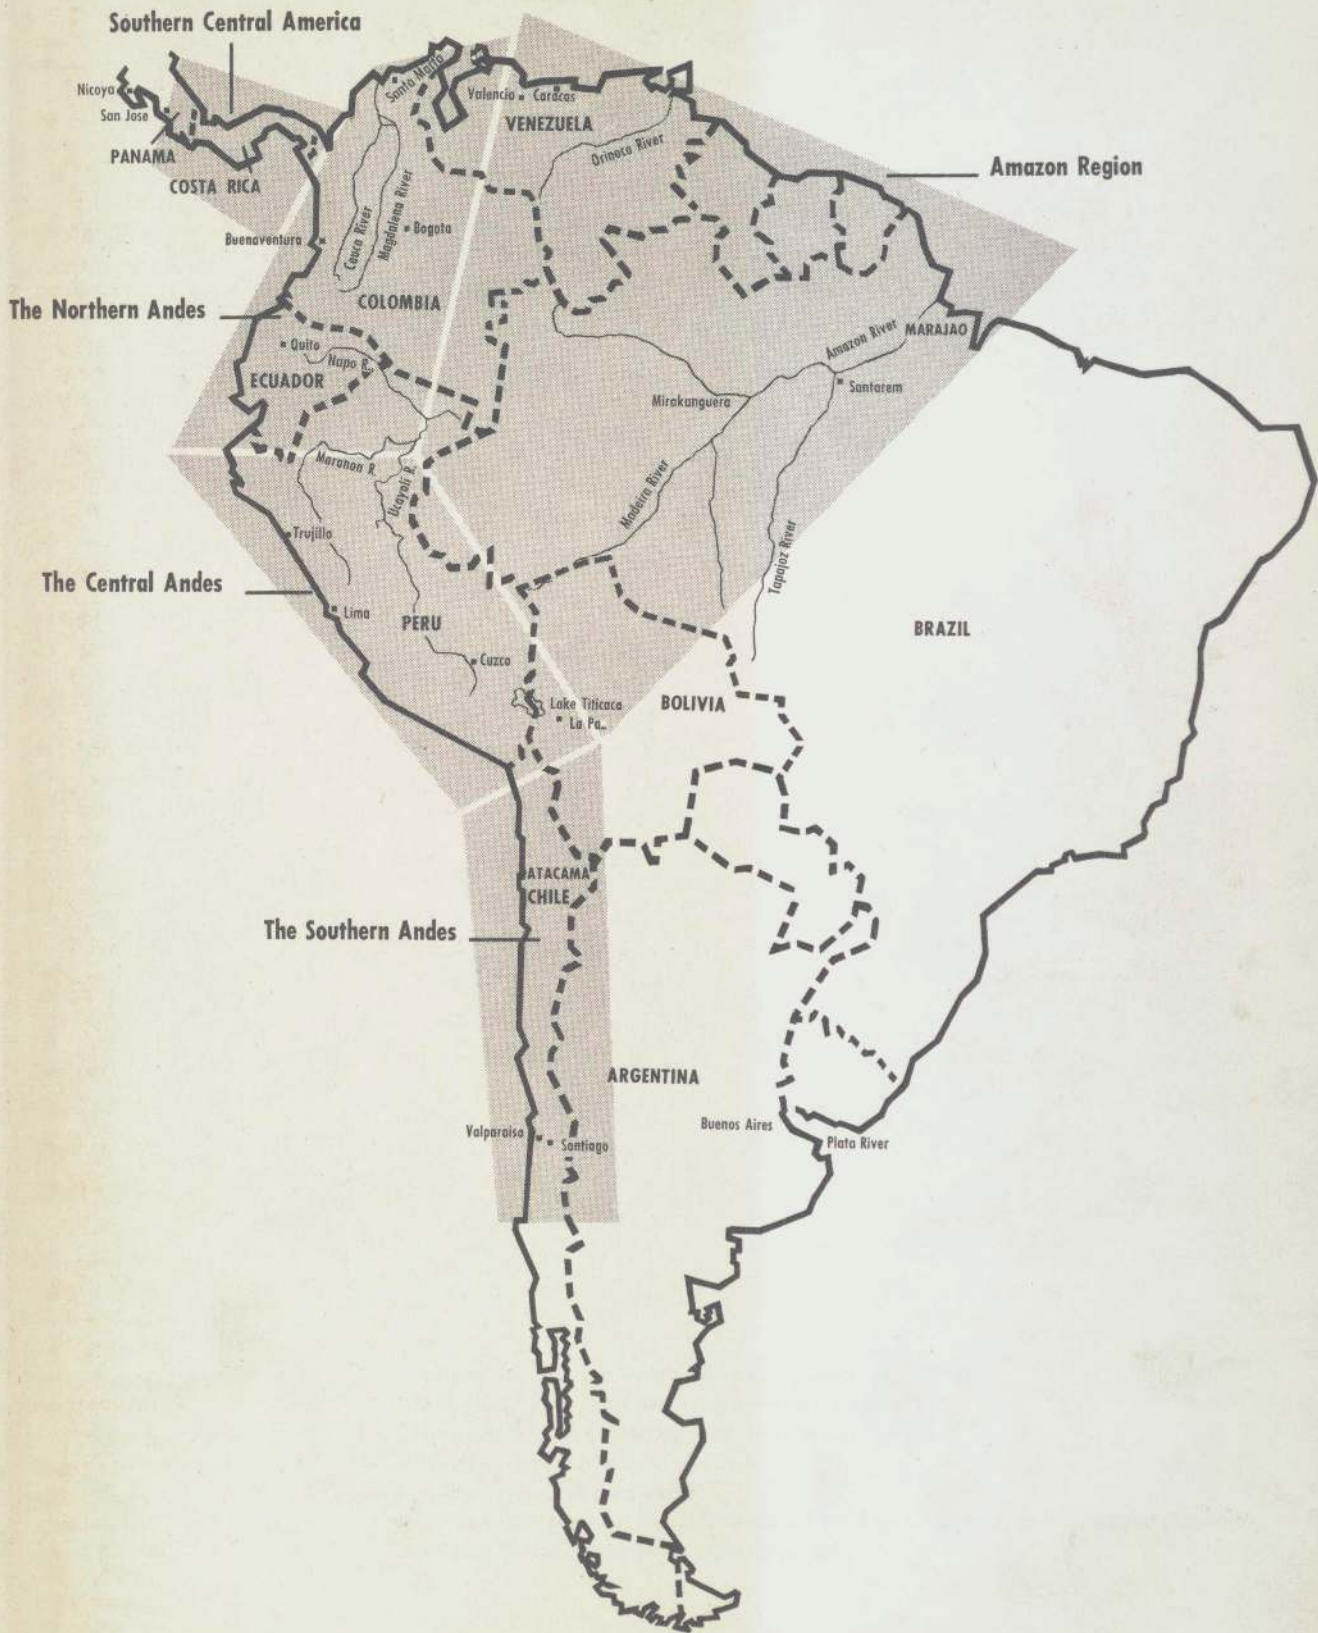 Southern Central America
Nicoya
San Jose
PANAMA
COSTA RICA
Santa Marta
Valencia
Caracas
VENEZUELA
Orinoco River
Amazon Region
Cauca River
Magdalena River
Bogota
Buenaventura
COLOMBIA
The Northern Andes
Quito
Napo R.
ECUADOR
Amazon River
MARAJAO
Santarem
Mirakanguera
Maranon R.
Ucayali R.
Madeira River
Tapajoz River
Trujillo
The Central Andes
Lima
PERU
Cuzco
BRAZIL
Lake Titicaca
La Pa
BOLIVIA
ATACAMA
CHILE
The Southern Andes
ARGENTINA
Valparaiso
Santiago
Buenos Aires
Plata River